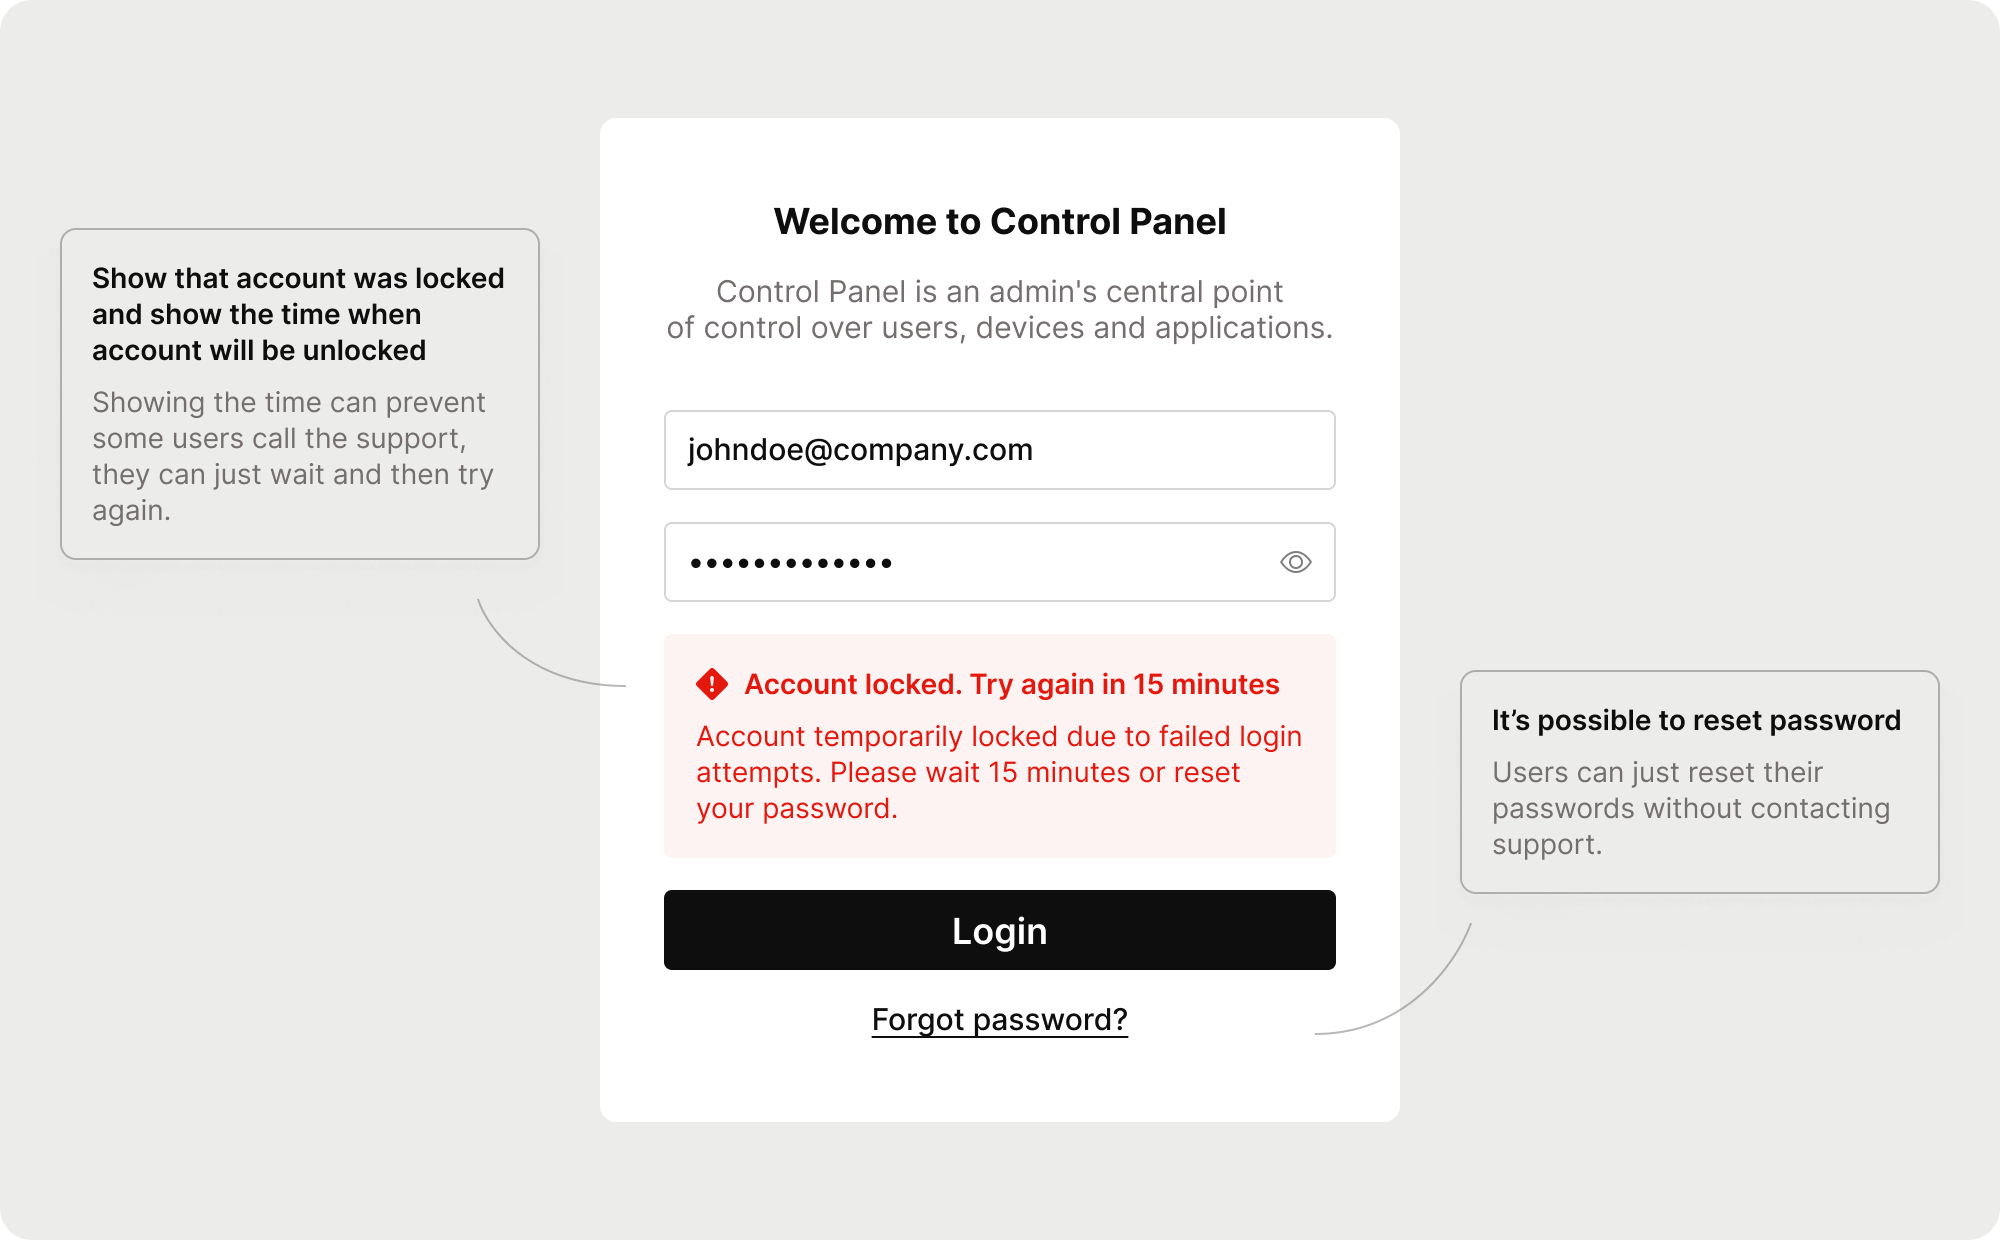 Show that account was locked
and show the time when
account will be unlocked
Showing the time can prevent
some users call the support,
they can just wait and then try
again.
Welcome to Control Panel
Control Panel is an admin's central point
of control over users, devices and applications.
johndoe@company.com
•••••••••••••
Account locked. Try again in 15 minutes
Account temporarily locked due to failed login
attempts. Please wait 15 minutes or reset
your password.
Login
Forgot password?
It’s possible to reset password
Users can just reset their
passwords without contacting
support.